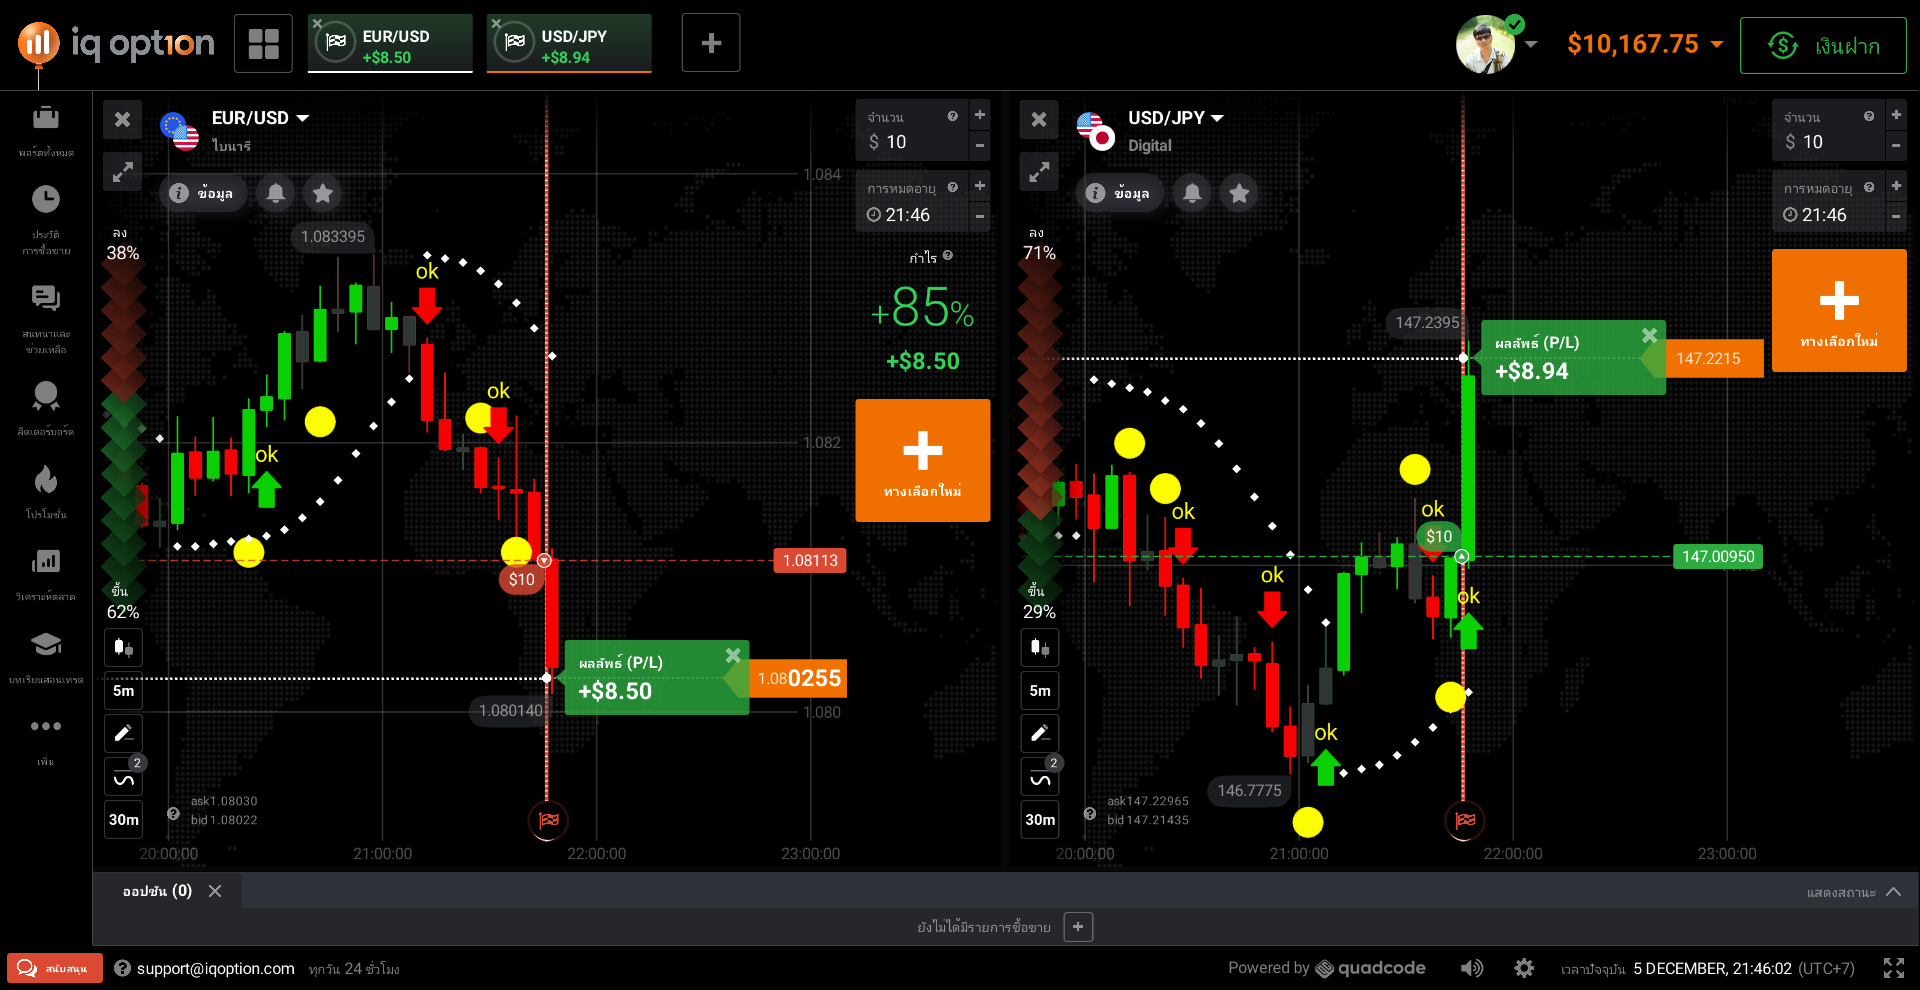 iq option
EUR/USD
+$8.50
USD/JPY
+$8.94
$10,167.75
เงินฝาก
พอร์ตทั้งหมด
ประวัติ
การซื้อขาย
สนทนาและ
ช่วยเหลือ
ลีดเดอร์บอร์ด
โปรโมชั่น
วิเคราะห์ตลาด
บทเรียนสอนเทรด
เพิ่ม
EUR/USD
ไบนารี
ข้อมูล
ลง
38%
1.083395
ok
ok
ok
1.084
1.082
1.080
ขึ้น
62%
5m
2
30m
$10
1.08113
ผลลัพธ์ (P/L)
+$8.50
1.080255
1.080140
ask1.08030
bid 1.08022
20:00:00
21:00:00
22:00:00
23:00:00
จำนวน
$ 10
การหมดอายุ
21:46
กำไร
+85%
+$8.50
ทางเลือกใหม่
USD/JPY
Digital
ข้อมูล
ลง
71%
147.2395
ผลลัพธ์ (P/L)
+$8.94
147.2215
ok
ok
ok
ok
ok
$10
147.00950
ขึ้น
29%
5m
2
30m
146.7775
ask147.22965
bid 147.21435
20:00:00
21:00:00
22:00:00
23:00:00
จำนวน
$ 10
การหมดอายุ
21:46
ทางเลือกใหม่
ออปชัน (0)
แสดงสถานะ
ยังไม่ได้มีรายการซื้อขาย
สนับสนุน
support@iqoption.com
ทุกวัน 24 ชั่วโมง
Powered by quadcode
เวลาปัจจุบัน 5 DECEMBER, 21:46:02 (UTC+7)